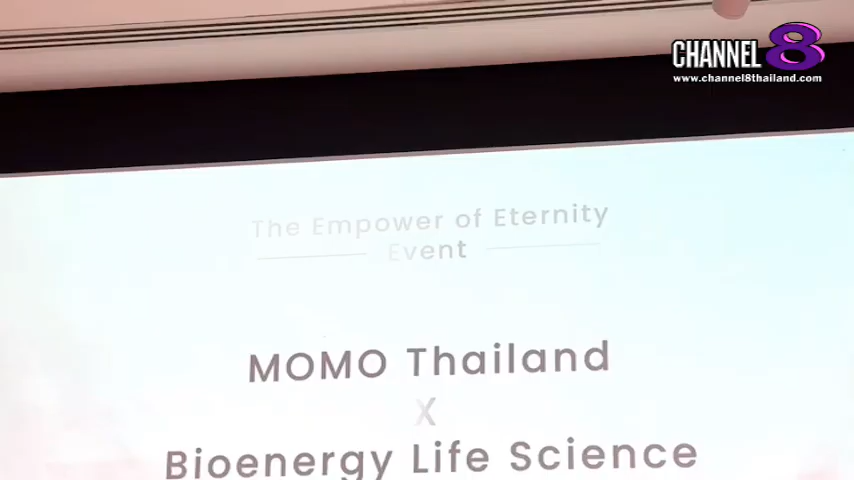 CHANNEL 8
www.channel8thailand.com
The Empower of Eternity
Event
MOMO Thailand
X
Bioenergy Life Science